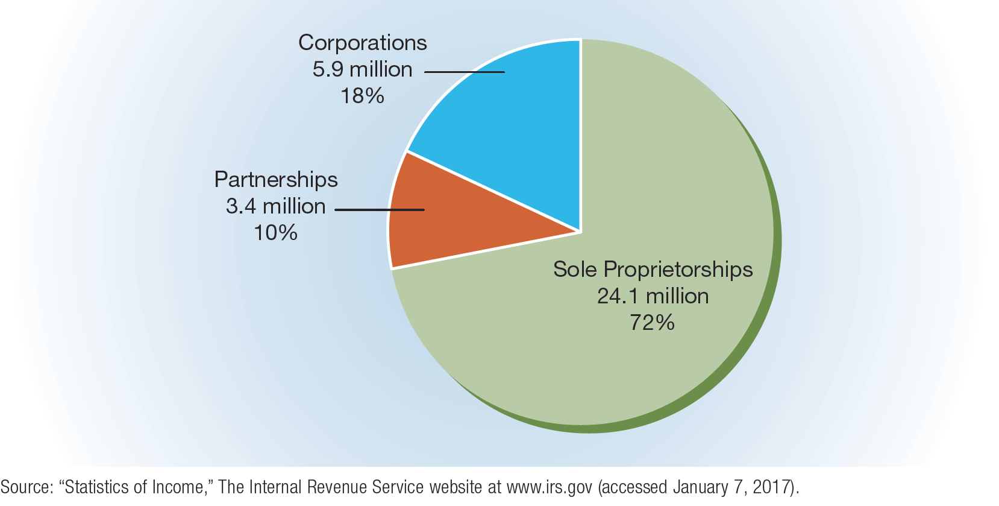 Corporations
5.9 million
18%
Partnerships
3.4 million
10%
Sole Proprietorships
24.1 million
72%
Source: “Statistics of Income,” The Internal Revenue Service website at www.irs.gov (accessed January 7, 2017).